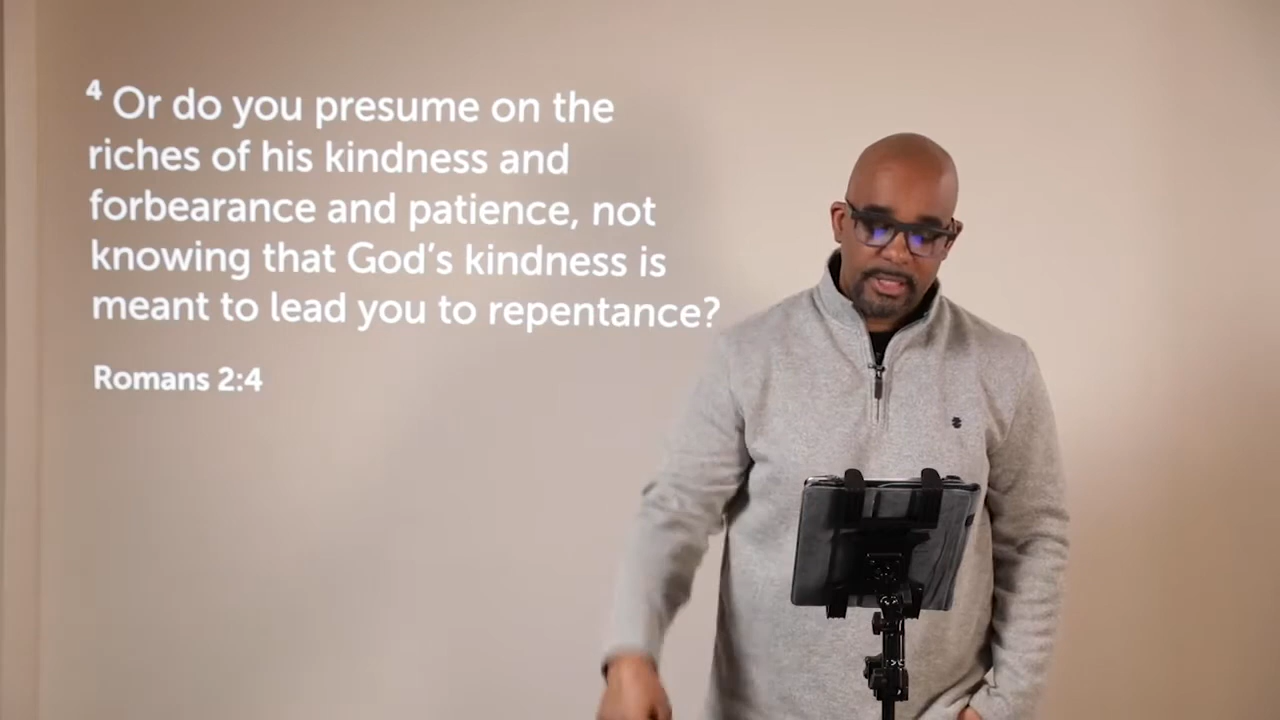 4 Or do you presume on the
riches of his kindness and
forbearance and patience, not
knowing that God’s kindness is
meant to lead you to repentance?
Romans 2:4